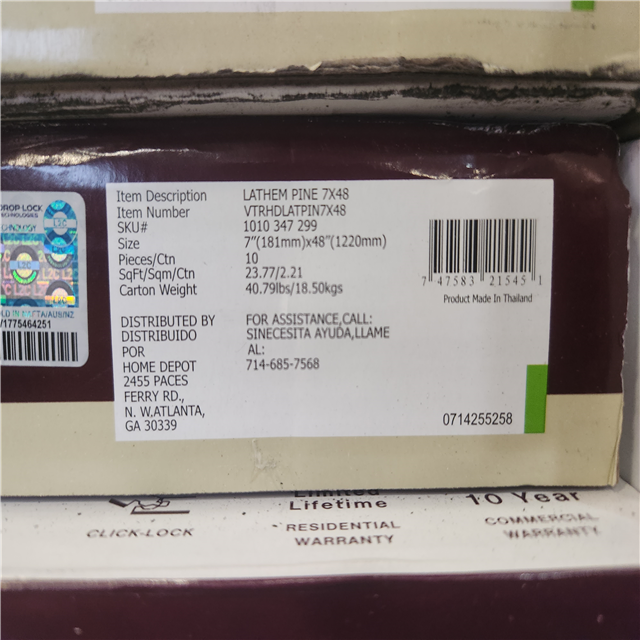 DROP LOCK
TECHNOLOGIES
L2C
1775464251
Item Description LATHEM PINE 7X48
Item Number VTRHDLATPIN7X48
SKU# 1010 347 299
Size 7"(181mm)x48"(1220mm)
Pieces/Ctn 10
SqFt/Sqm/Ctn 23.77/2.21
Carton Weight 40.79lbs/18.50kgs
7 47583 21545 1
Product Made In Thailand
DISTRIBUTED BY FOR ASSISTANCE,CALL:
DISTRIBUIDO SINECESITA AYUDA,LLAME
POR AL:
HOME DEPOT 714-685-7568
2455 PACES
FERRY RD.,
N. W.ATLANTA,
GA 30339
0714255258
Limited
Lifetime 10 Year
CLICK-LOCK RESIDENTIAL COMMERCIAL
WARRANTY WARRANTY